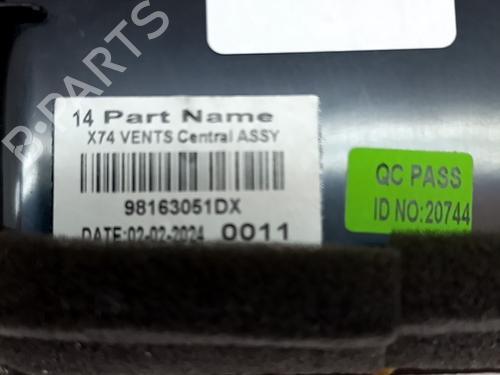 B-PARTS
14 Part Name
X74 VENTS Central ASSY
98163051DX
DATE:02-02-2024 0011
QC PASS
ID NO:20744